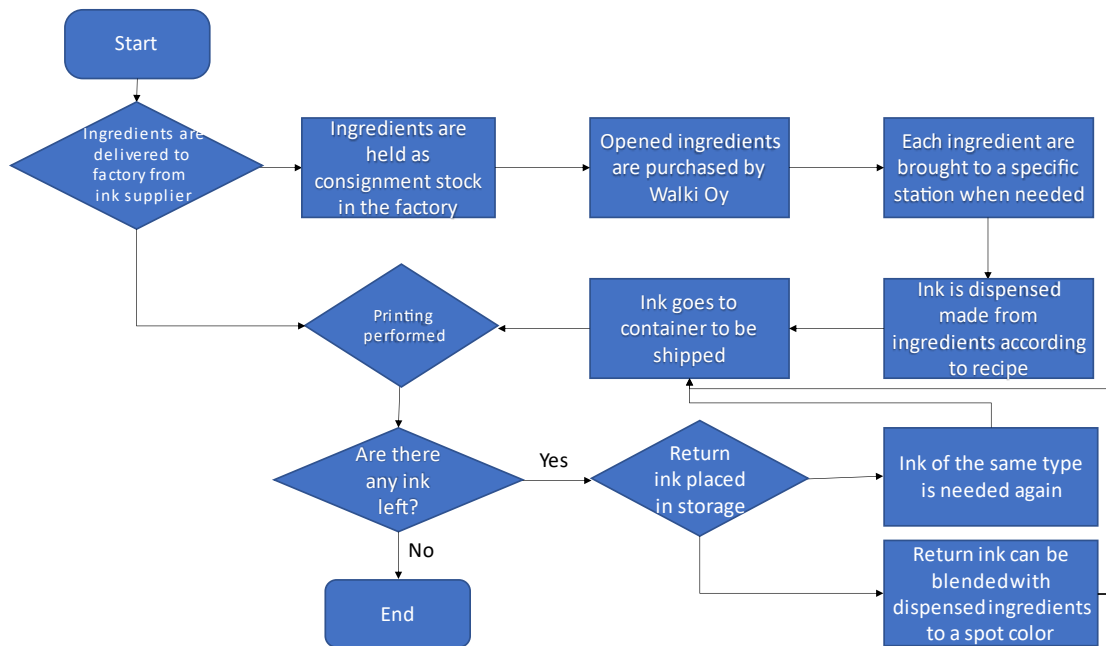 Start
Ingredients are
delivered to
factory from
ink supplier
Ingredients are
held as
consignment stock
in the factory
Opened ingredients
are purchased by
Walki Oy
Each ingredient are
brought to a specific
station when needed
Printing
performed
Ink goes to
container to be
shipped
Ink is dispensed
made from
ingredients according
to recipe
Are there
any ink
left?
Yes
Return
ink placed
in storage
Ink of the same type
is needed again
No
End
Return ink can be
blended with
dispensed ingredients
to a spot color